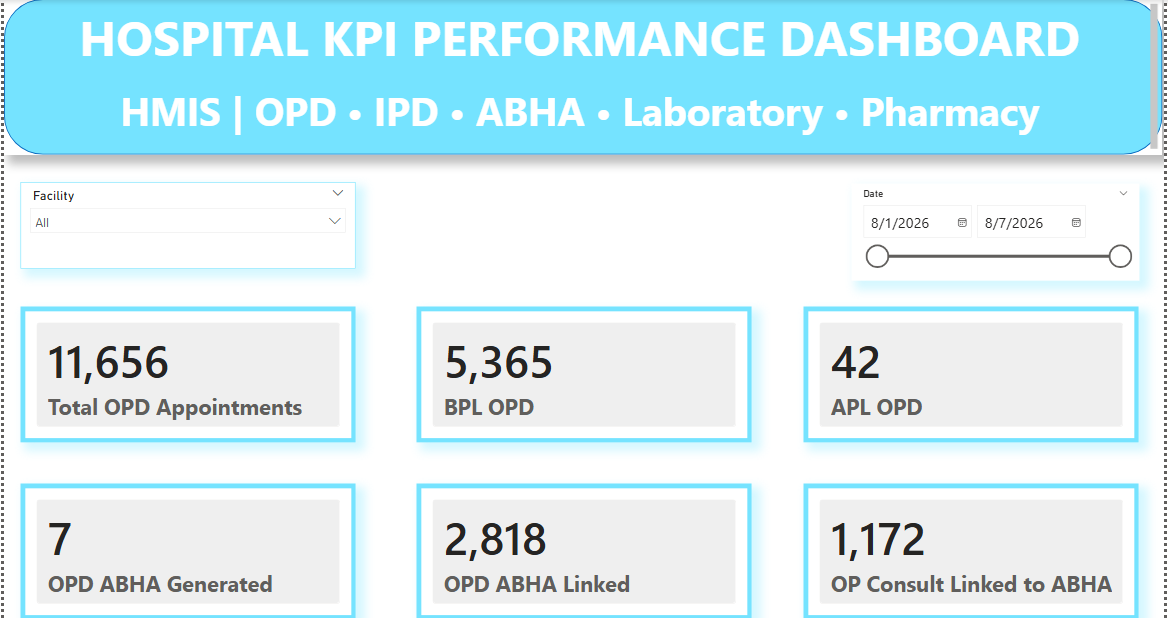 HOSPITAL KPI PERFORMANCE DASHBOARD
HMIS | OPD • IPD • ABHA • Laboratory • Pharmacy
Facility
All
Date
8/1/2026
8/7/2026
11,656
Total OPD Appointments
5,365
BPL OPD
42
APL OPD
7
OPD ABHA Generated
2,818
OPD ABHA Linked
1,172
OP Consult Linked to ABHA